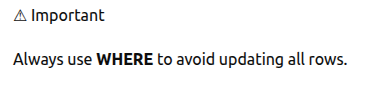 ⚠ Important
Always use WHERE to avoid updating all rows.